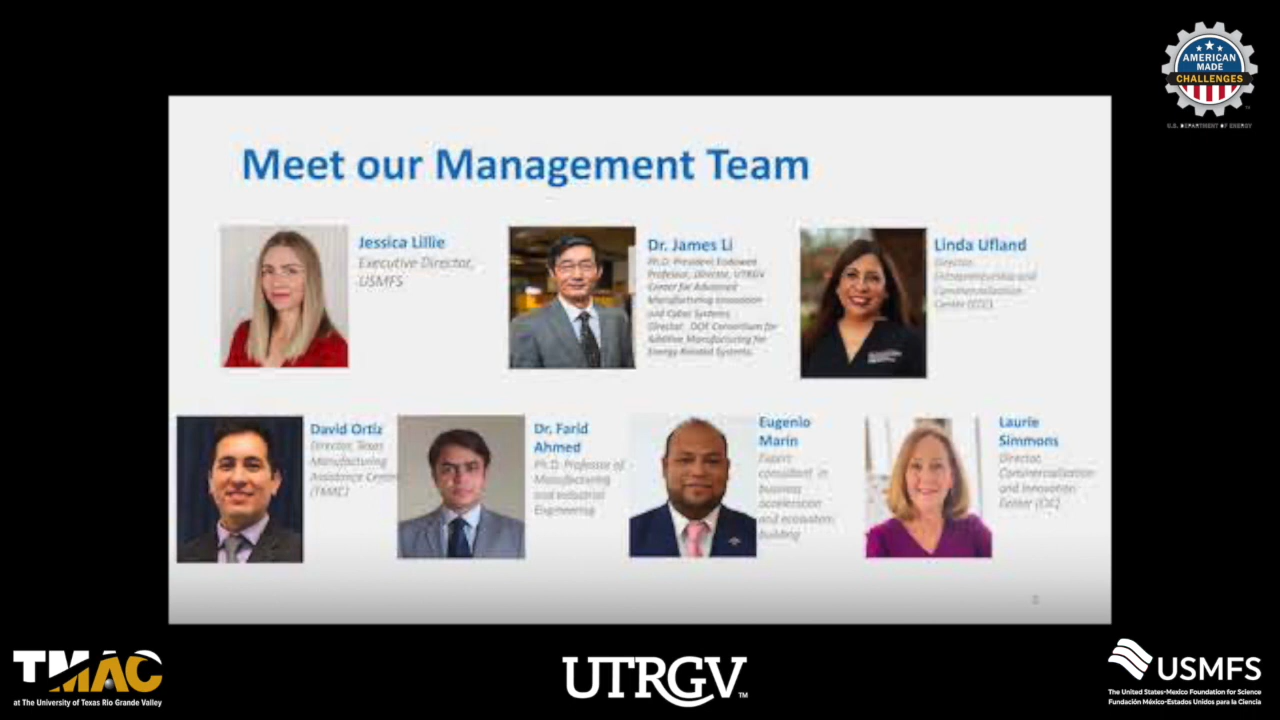 AMERICAN
MADE
CHALLENGES
U.S. DEPARTMENT OF ENERGY
Meet our Management Team
Jessica Lillie
Executive Director,
USMFS
Dr. James Li
Ph.D. President Endowed
Professor, Director, UTRGV
Center for Advanced
Manufacturing Innovation
and Cyber Systems
Director: DOE Consortium for
Additive Manufacturing for
Energy Related Systems.
Linda Ufland
Director,
Entrepreneurship and
Commercialization
Center (ECC)
David Ortiz
Director, Texas
Manufacturing
Assistance Center
(TMAC)
Dr. Farid
Ahmed
Ph.D. Professor of
Manufacturing
and Industrial
Engineering
Eugenio
Marin
Expert
consultant in
business
acceleration
and ecosystem
building
Laurie
Simmons
Director,
Commercialization
and Innovation
Center (CIC)
TMAC
at The University of Texas Rio Grande Valley
UTRGV
TM
USMFS
The United States-Mexico Foundation for Science
Fundación México-Estados Unidos para la Ciencia